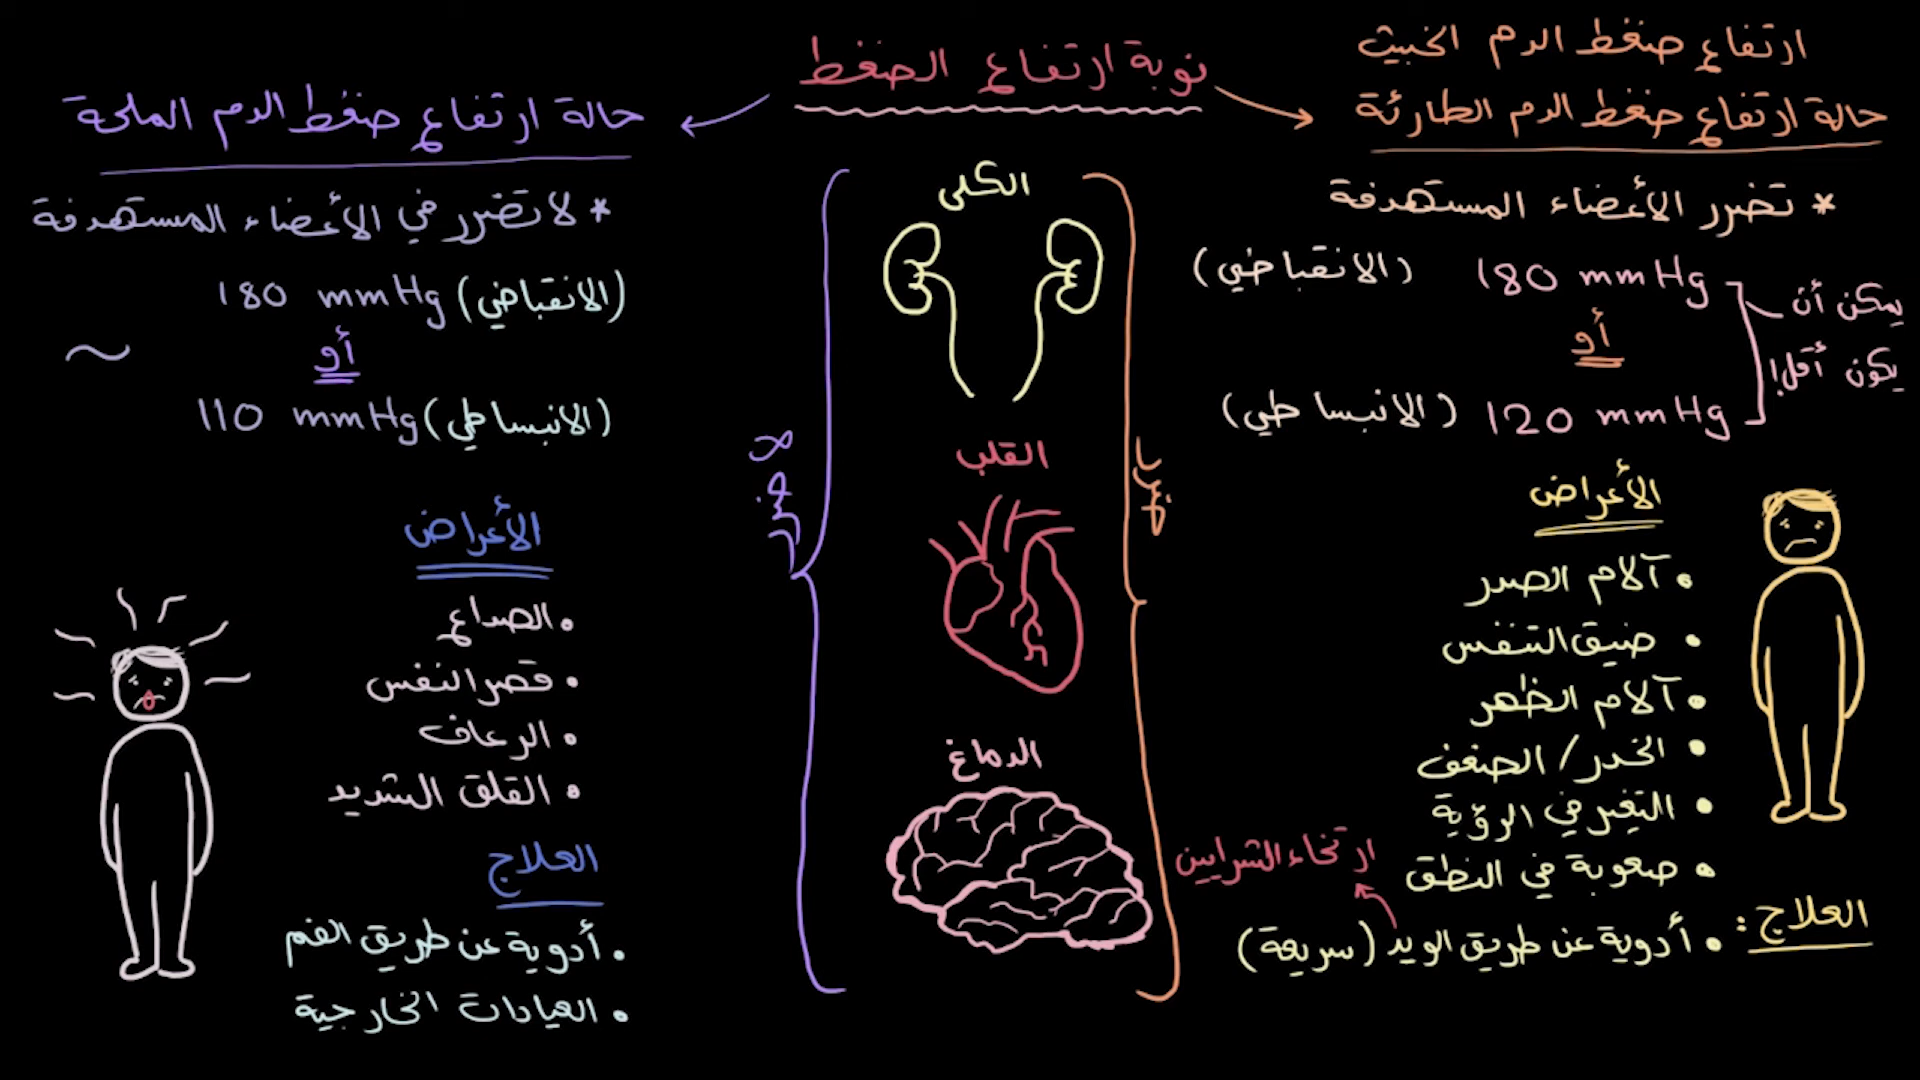 نوبة ارتفاع الضغط
ارتفاع ضغط الدم الخبيث
حالة ارتفاع ضغط الدم الطارئة
* تضرر الأعضاء المستهدفة
180 mmHg (الانقباضي)
أو
120 mmHg (الانبساطي)
يمكن أن
يكون أقل!
الأعراض
• آلام الصدر
• ضيق التنفس
• آلام الظهر
• الخدر / الضعف
• التغير في الرؤية
• صعوبة في النطق
العلاج:
• أدوية عن طريق الوريد (سريعة)
ارتخاء الشرايين
ضرر
الكلى
القلب
الدماغ
لا ضرر
حالة ارتفاع ضغط الدم الملحة
* لا تضرر في الأعضاء المستهدفة
180 mmHg (الانقباضي)
أو
~
110 mmHg (الانبساطي)
الأعراض
• الصداع
• قصر النفس
• الرعاف
• القلق الشديد
العلاج
• أدوية عن طريق الفم
• العيادات الخارجية